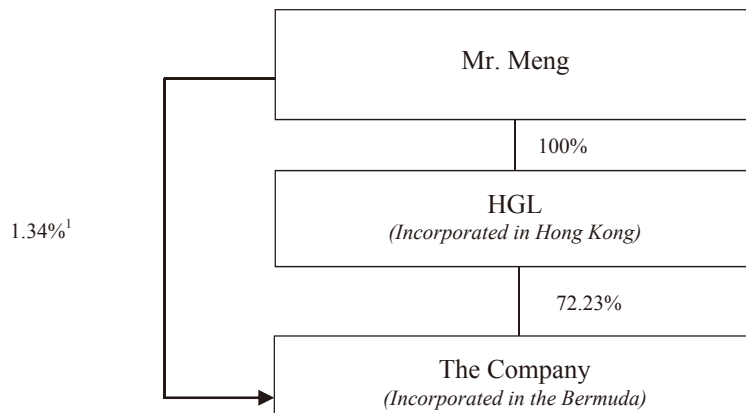 Mr. Meng
100%
HGL
(Incorporated in Hong Kong)
1.34%1
72.23%
The Company
(Incorporated in the Bermuda)